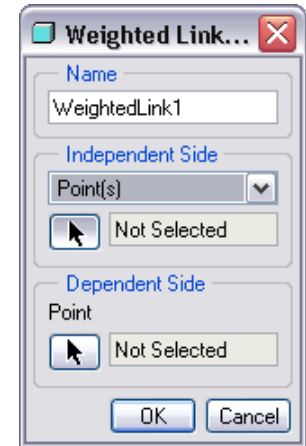 Weighted Link...
Name
WeightedLink1
Independent Side
Point(s)
Not Selected
Dependent Side
Point
Not Selected
OK Cancel